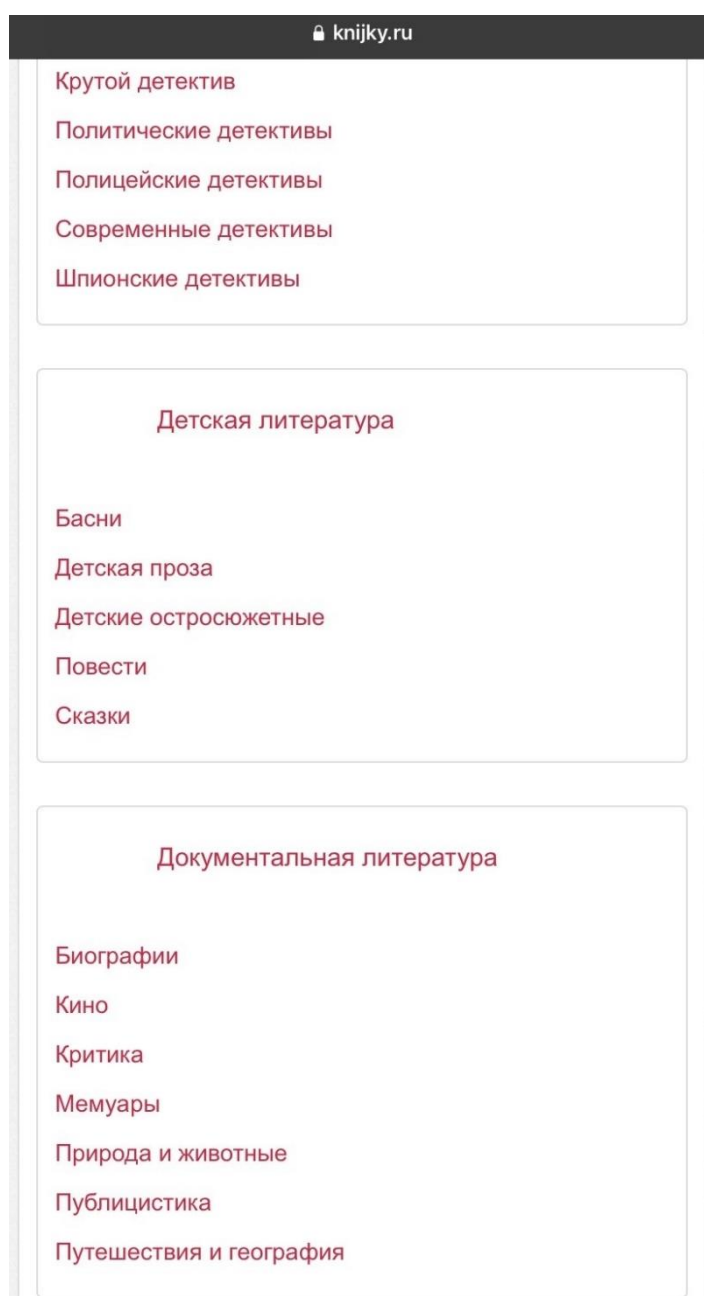 knijky.ru
Крутой детектив
Политические детективы
Полицейские детективы
Современные детективы
Шпионские детективы
Детская литература
Басни
Детская проза
Детские остросюжетные
Повести
Сказки
Документальная литература
Биографии
Кино
Критика
Мемуары
Природа и животные
Публицистика
Путешествия и география